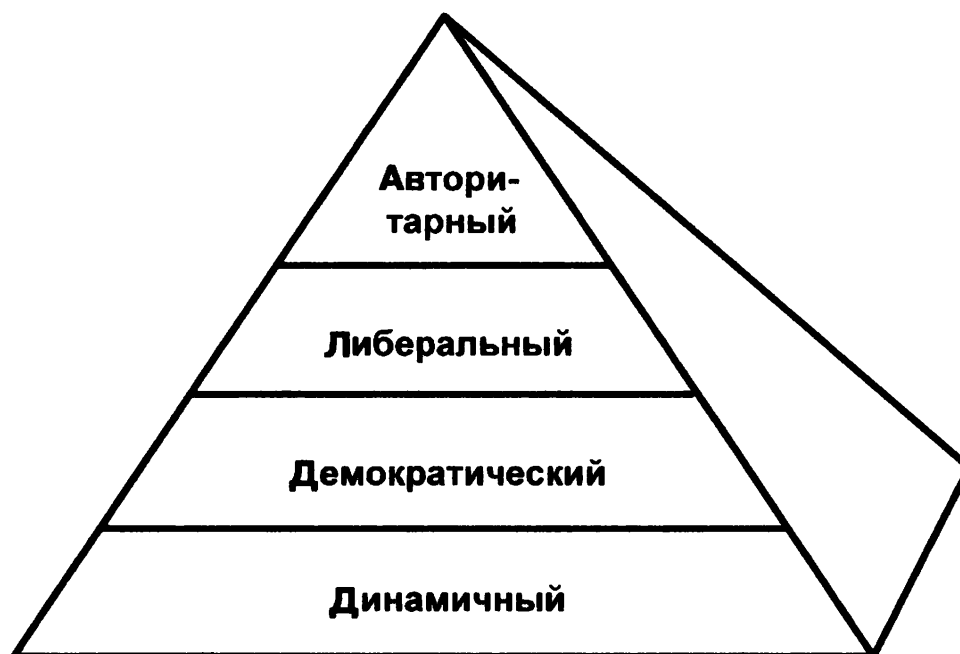 Автори-
тарный
Либеральный
Демократический
Динамичный